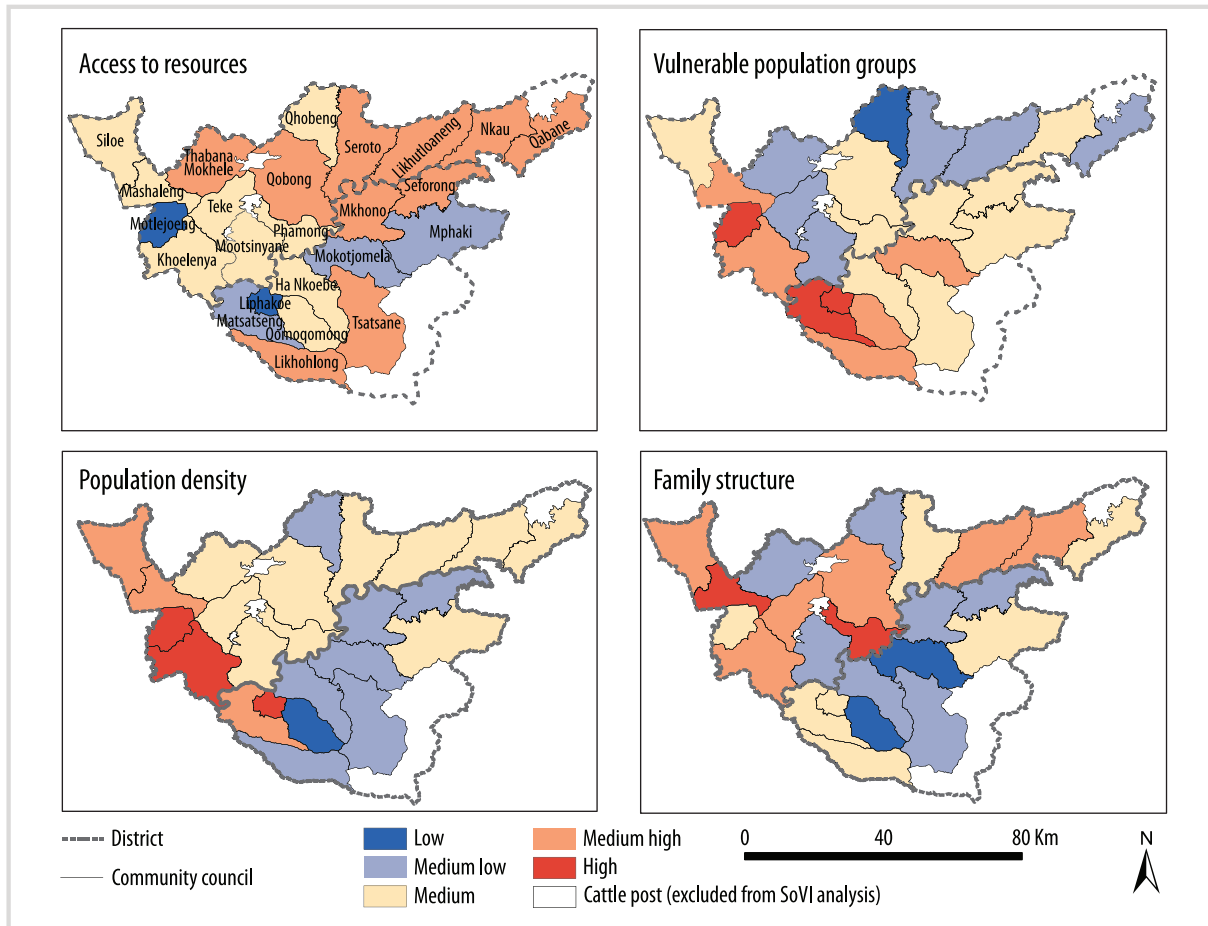 Access to resources
Vulnerable population groups
Qhobeng
Siloe
Thabana
Mokhele
Seroto
Likhutloaneng
Nkau
Qabane
Mashaleng
Qobong
Seforong
Teke
Mkhono
Motlejoeng
Phamong
Mphaki
Mootsinyane
Khoelenya
Mokotjomela
Ha Nkoebe
Liphakoe
Matsatseng
Tsatsane
Qomoqomong
Likhohlong
Population density
Family structure
District
Community council
Low
Medium low
Medium
Medium high
High
Cattle post (excluded from SoVI analysis)
0 40 80 Km
N